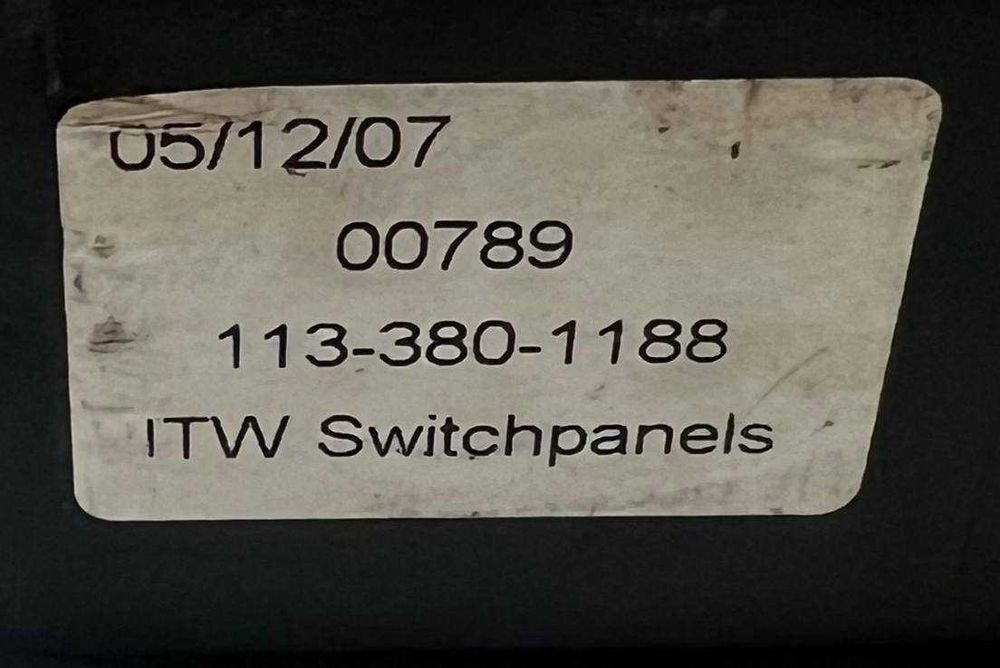 05/12/07
00789
113-380-1188
ITW Switchpanels